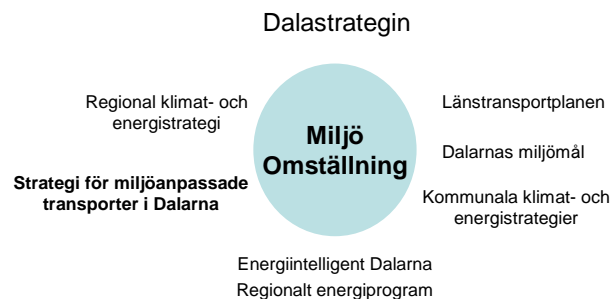 Dalastrategin
Regional klimat- och
energistrategi
Strategi för miljöanpassade
transporter i Dalarna
Miljö
Omställning
Länstransportplanen
Dalarnas miljömål
Kommunala klimat- och
energistrategier
Energiintelligent Dalarna
Regionalt energiprogram